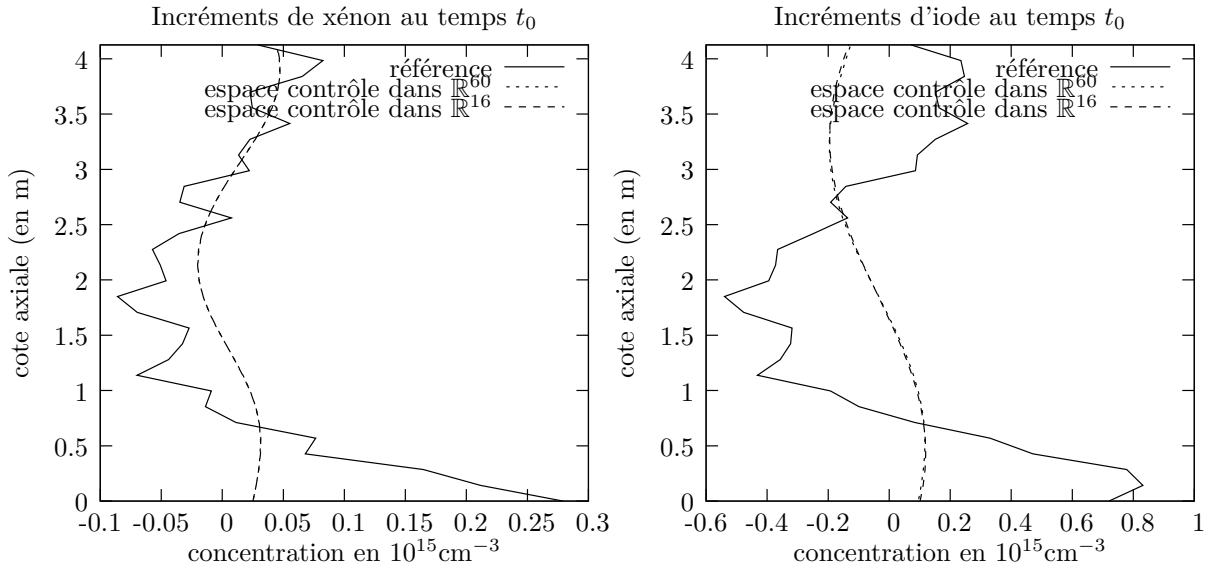 Incréments de xénon au temps t₀
référence
espace contrôle dans ℝ⁶⁰
espace contrôle dans ℝ¹⁶
cote axiale (en m)
4
3.5
3
2.5
2
1.5
1
0.5
0
-0.1 -0.05 0 0.05 0.1 0.15 0.2 0.25 0.3
concentration en 10¹⁵cm⁻³
Incréments d'iode au temps t₀
référence
espace contrôle dans ℝ⁶⁰
espace contrôle dans ℝ¹⁶
cote axiale (en m)
4
3.5
3
2.5
2
1.5
1
0.5
0
-0.6 -0.4 -0.2 0 0.2 0.4 0.6 0.8 1
concentration en 10¹⁵cm⁻³